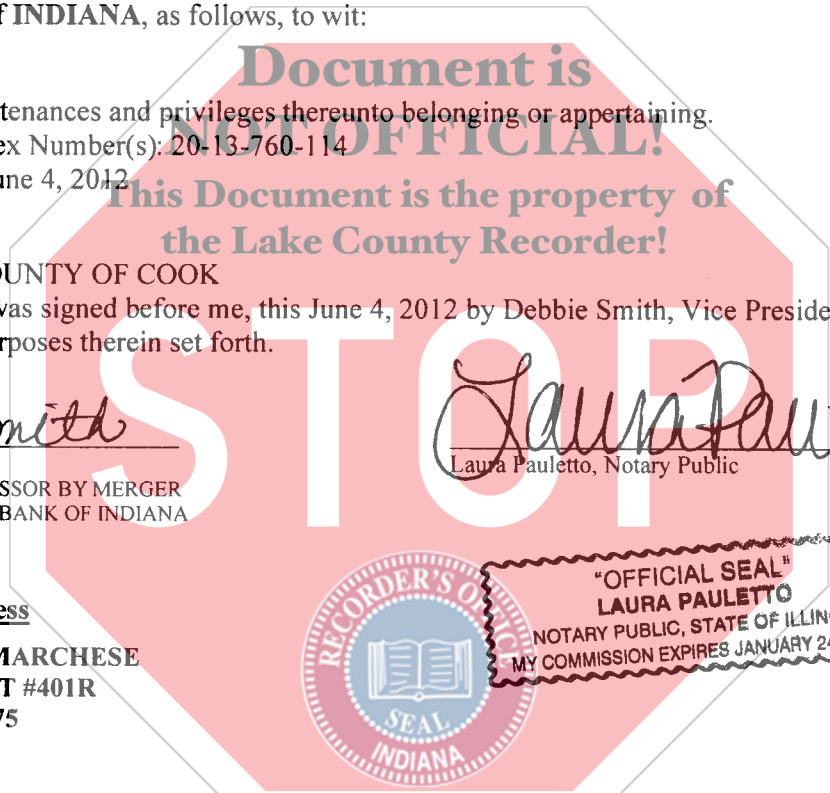 f INDIANA, as follows, to wit:
Document is
tenances and privileges thereunto belonging or appertaining.
NOT OFFICIAL!
ex Number(s): 20-13-760-114
une 4, 2012
This Document is the property of
the Lake County Recorder!
OUNTY OF COOK
was signed before me, this June 4, 2012 by Debbie Smith, Vice Preside
rposes therein set forth.
STOP
mith
Laura Pau
Laura Pauletto, Notary Public
SSOR BY MERGER
BANK OF INDIANA
"OFFICIAL SEAL"
LAURA PAULETTO
NOTARY PUBLIC, STATE OF ILLIN
MY COMMISSION EXPIRES JANUARY 24
ess
MARCHESE
T #401R
75
RECORDER'S OFFICE
SEAL
INDIANA